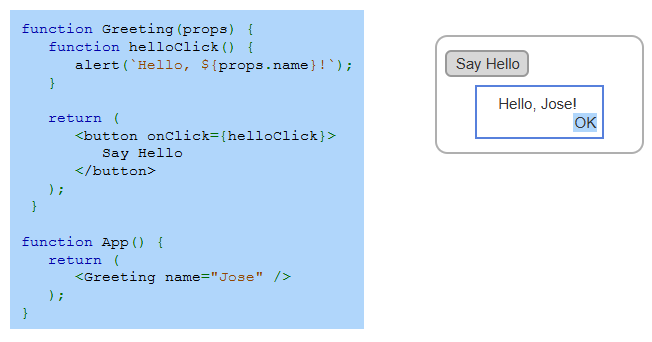 function Greeting(props) {
   function helloClick() {
      alert(`Hello, ${props.name}!`);
   }

   return (
      <button onClick={helloClick}>
         Say Hello
      </button>
   );
 }

function App() {
   return (
      <Greeting name="Jose" />
   );
}
Say Hello
Hello, Jose!
OK